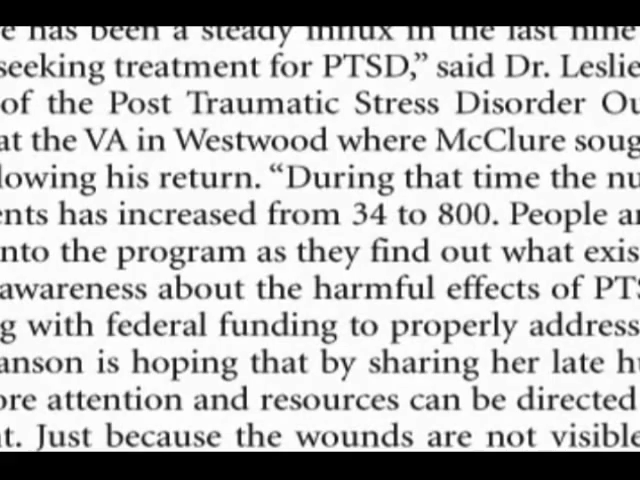 e has been a steady influx in the last nine
seeking treatment for PTSD,” said Dr. Leslie
of the Post Traumatic Stress Disorder Ou
at the VA in Westwood where McClure soug
lowing his return. “During that time the nu
ents has increased from 34 to 800. People ar
nto the program as they find out what exis
awareness about the harmful effects of PTS
g with federal funding to properly address
anson is hoping that by sharing her late hu
ore attention and resources can be directed
t. Just because the wounds are not visible